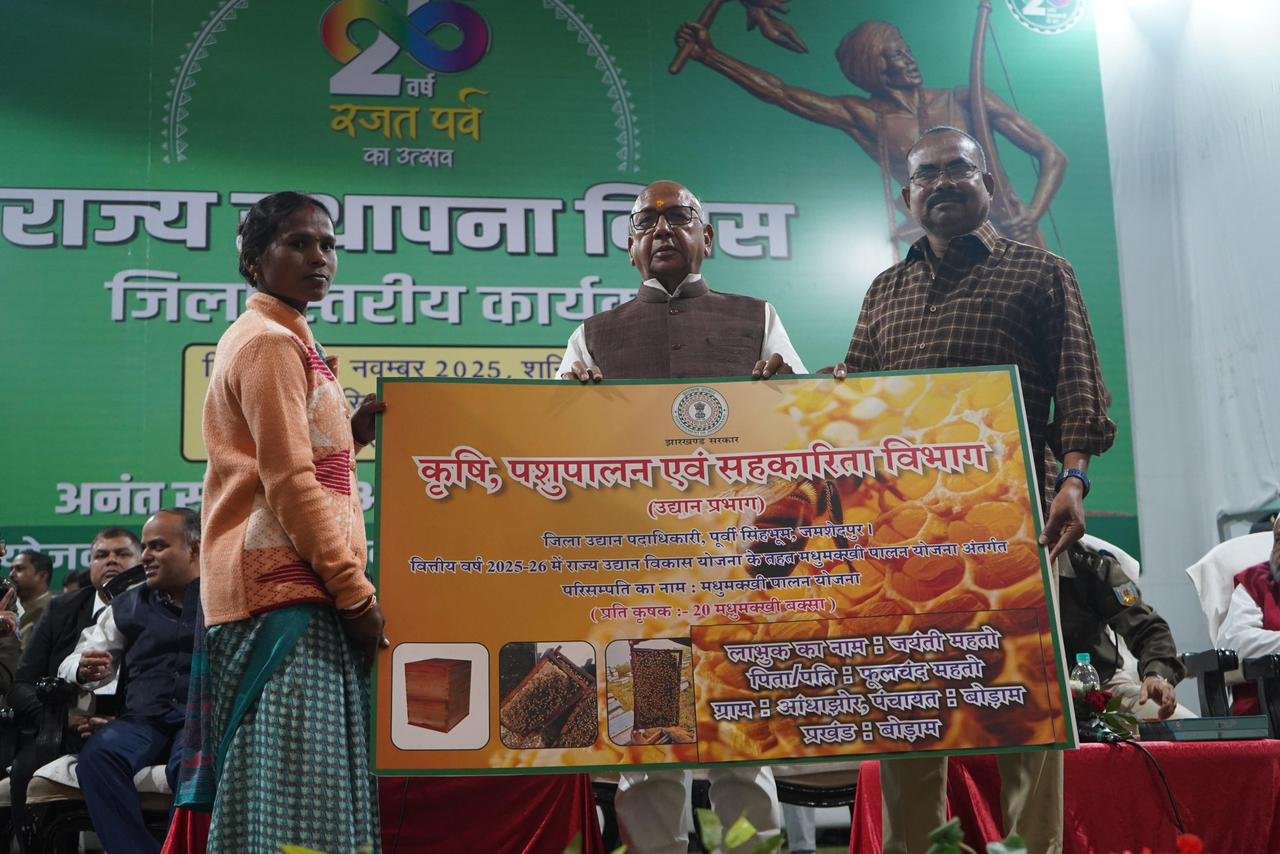 25
वर्ष
रजत पर्व
का उत्सव
राज्य स्थापना दिवस
जिला स्तरीय
नवम्बर 2025,
अनंत
झारखण्ड सरकार
कृषि, पशुपालन एवं सहकारिता विभाग
(उद्यान प्रभाग)
जिला उद्यान पदाधिकारी, पूर्वी सिंहभूम, जमशेदपुर।
वित्तीय वर्ष 2025-26 में राज्य उद्यान विकास योजना के तहत मधुमक्खी पालन योजना अंतर्गत
परिसम्पति का नाम : मधुमक्खी पालन योजना
( प्रति कृषक :- 20 मधुमक्खी बक्सा )
लाभुक का नाम : जयंती महतो
पिता/पति : फूलचंद महतो
ग्राम : आंधाझोर, पंचायत : बोड़ाम
प्रखंड : बोड़ाम